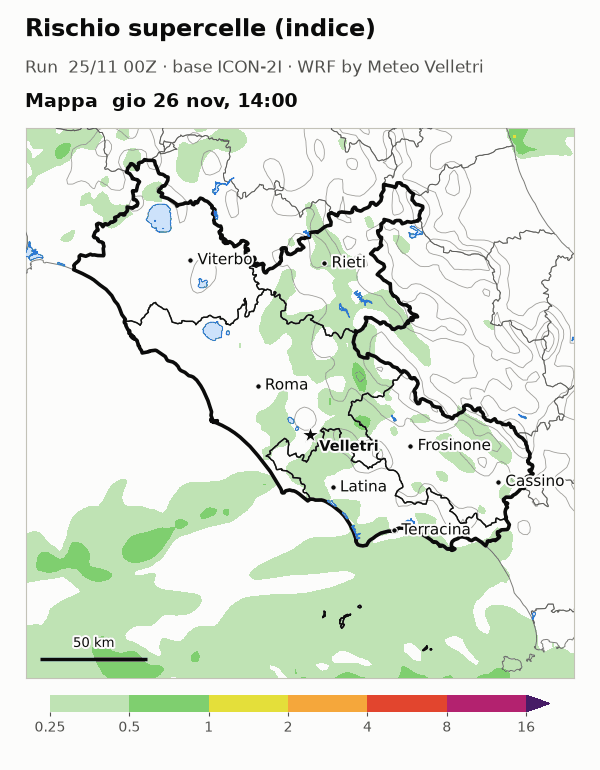 Rischio supercelle (indice)
Run  25/11 00Z · base ICON-2I · WRF by Meteo Velletri
Mappa  gio 26 nov, 14:00
Viterbo
Rieti
Roma
Velletri
Frosinone
Latina
Cassino
Terracina
50 km
0.25 0.5 1 2 4 8 16